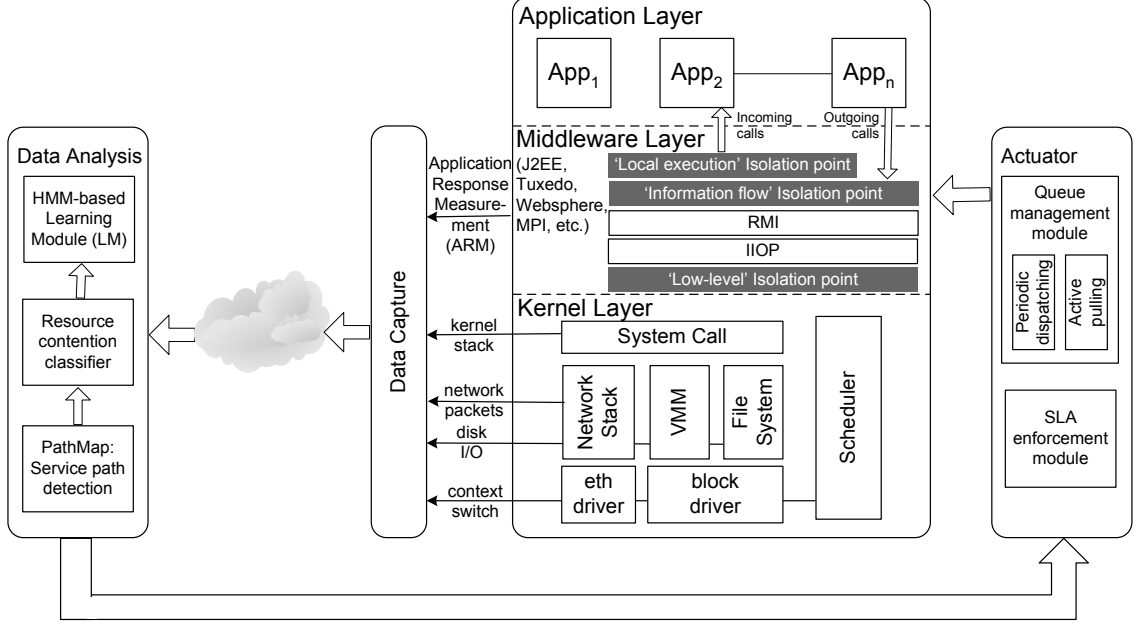 Application Layer
App1
App2
Appn
Incoming
calls
Outgoing
calls
Middleware Layer
(J2EE,
Tuxedo,
Websphere,
MPI, etc.)
'Local execution' Isolation point
'Information flow' Isolation point
RMI
IIOP
'Low-level' Isolation point
Kernel Layer
System Call
Network
Stack
VMM
File
System
Scheduler
eth
driver
block
driver
Data Analysis
HMM-based
Learning
Module (LM)
Resource
contention
classifier
PathMap:
Service path
detection
Data Capture
Application
Response
Measure-
ment
(ARM)
kernel
stack
network
packets
disk
I/O
context
switch
Actuator
Queue
management
module
Periodic
dispatching
Active
pulling
SLA
enforcement
module